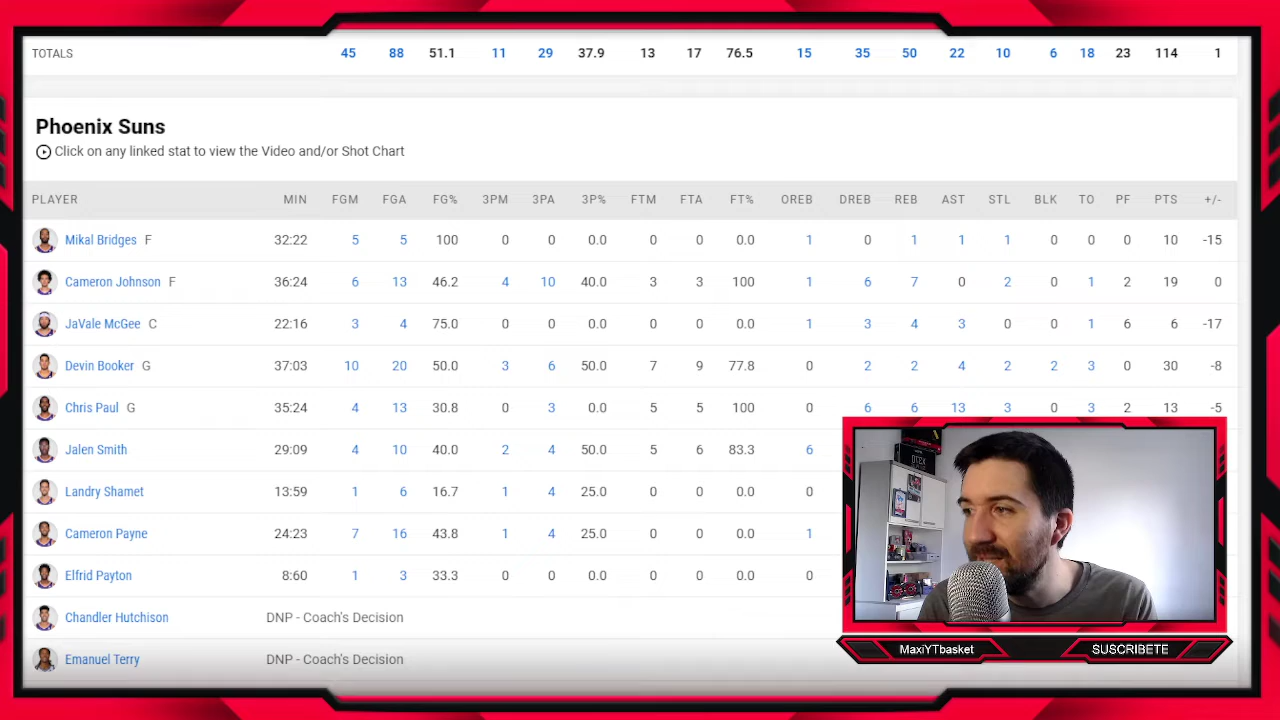 TOTALS 45 88 51.1 11 29 37.9 13 17 76.5 15 35 50 22 10 6 18 23 114 1
Phoenix Suns
Click on any linked stat to view the Video and/or Shot Chart
PLAYER MIN FGM FGA FG% 3PM 3PA 3P% FTM FTA FT% OREB DREB REB AST STL BLK TO PF PTS +/-
Mikal Bridges F 32:22 5 5 100 0 0 0.0 0 0 0.0 1 0 1 1 1 0 0 0 10 -15
Cameron Johnson F 36:24 6 13 46.2 4 10 40.0 3 3 100 1 6 7 0 2 0 1 2 19 0
JaVale McGee C 22:16 3 4 75.0 0 0 0.0 0 0 0.0 1 3 4 3 0 0 1 6 6 -17
Devin Booker G 37:03 10 20 50.0 3 6 50.0 7 9 77.8 0 2 2 4 2 2 3 0 30 -8
Chris Paul G 35:24 4 13 30.8 0 3 0.0 5 5 100 0 6 6 13 3 0 3 2 13 -5
Jalen Smith 29:09 4 10 40.0 2 4 50.0 5 6 83.3 6
Landry Shamet 13:59 1 6 16.7 1 4 25.0 0 0 0.0
Cameron Payne 24:23 7 16 43.8 1 4 25.0 0 0 0.0 1
Elfrid Payton 8:60 1 3 33.3 0 0 0.0 0 0 0.0
Chandler Hutchison DNP - Coach's Decision
Emanuel Terry DNP - Coach's Decision
MaxiYTbasket SUSCRIBETE